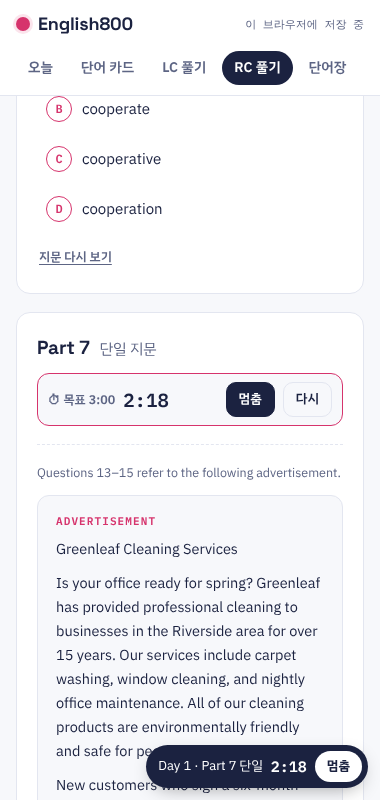 English800
이 브라우저에 저장 중
오늘 단어 카드 LC 풀기 RC 풀기 단어장
B cooperate
C cooperative
D cooperation
지문 다시 보기
Part 7 단일 지문
⏱ 목표 3:00 2:18 멈춤 다시
Questions 13–15 refer to the following advertisement.
ADVERTISEMENT
Greenleaf Cleaning Services
Is your office ready for spring? Greenleaf
has provided professional cleaning to
businesses in the Riverside area for over
15 years. Our services include carpet
washing, window cleaning, and nightly
office maintenance. All of our cleaning
products are environmentally friendly
and safe for pe
Day 1 · Part 7 단일 2:18 멈춤
New customers who sign a six-month